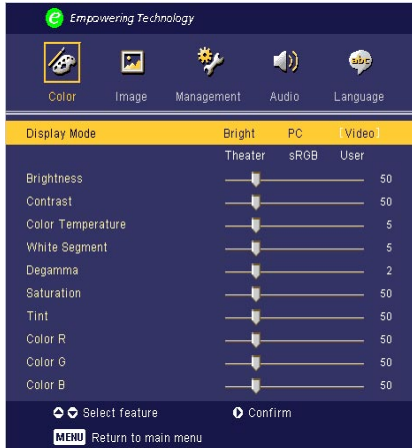 e Empowering Technology
abc
Color Image Management Audio Language
Display Mode Bright PC [Video]
Theater sRGB User
Brightness 50
Contrast 50
Color Temperature 5
White Segment 5
Degamma 2
Saturation 50
Tint 50
Color R 50
Color G 50
Color B 50
Select feature Confirm
MENU Return to main menu